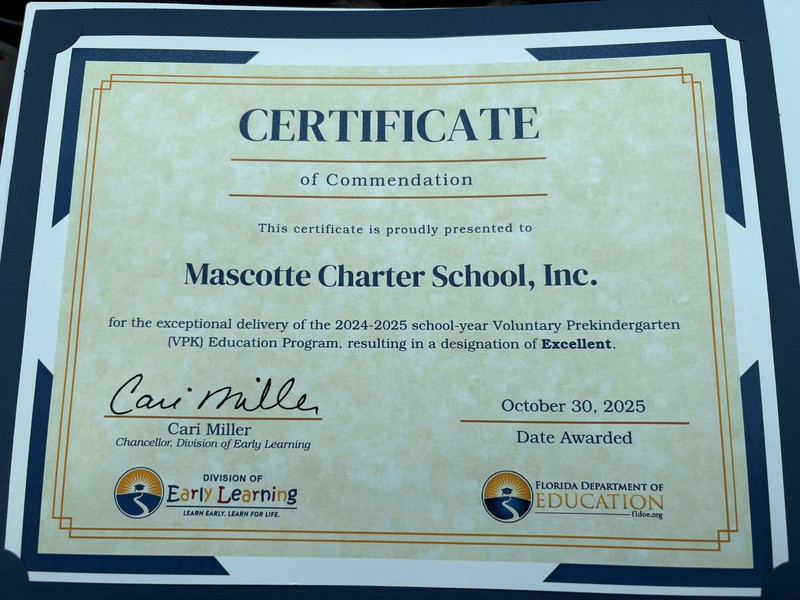 CERTIFICATE
of Commendation
This certificate is proudly presented to
Mascotte Charter School, Inc.
for the exceptional delivery of the 2024-2025 school-year Voluntary Prekindergarten
(VPK) Education Program, resulting in a designation of Excellent.
Cari Miller
Cari Miller
Chancellor, Division of Early Learning
October 30, 2025
Date Awarded
DIVISION OF
Early Learning
LEARN EARLY. LEARN FOR LIFE.
FLORIDA DEPARTMENT OF
EDUCATION
fldoe.org